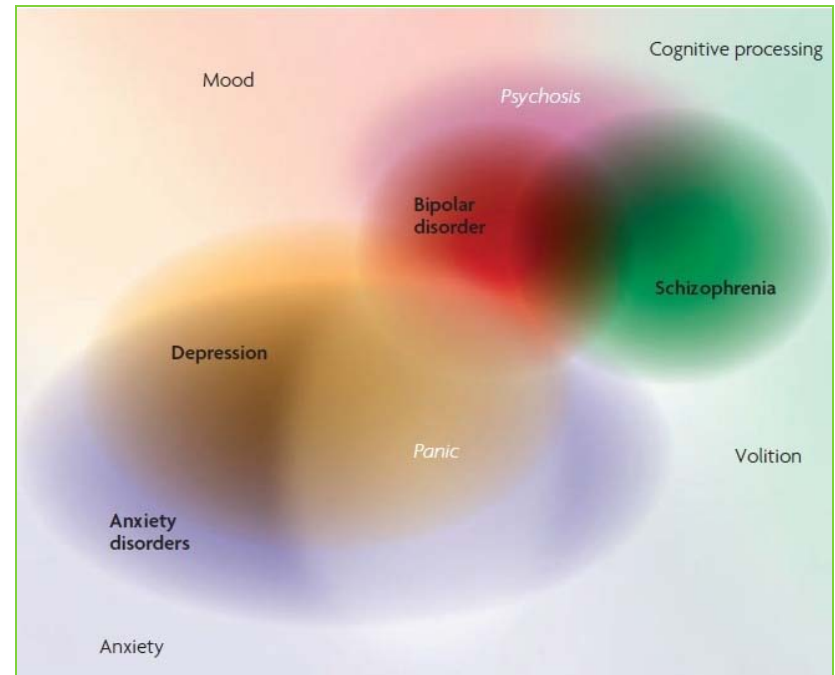 Cognitive processing
Mood
Psychosis
Bipolar
disorder
Schizophrenia
Depression
Panic
Volition
Anxiety
disorders
Anxiety